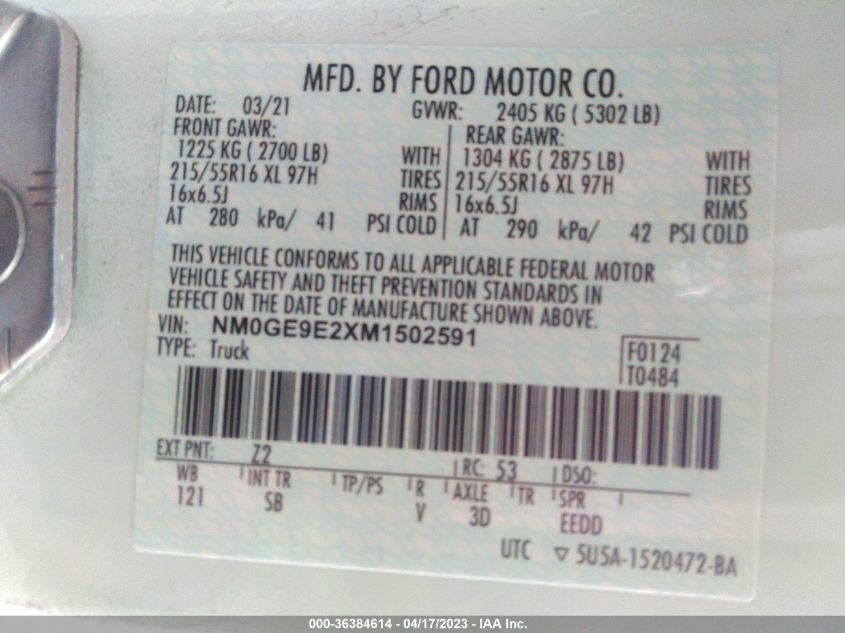 MFD. BY FORD MOTOR CO.
DATE: 03/21 GVWR: 2405 KG ( 5302 LB)
FRONT GAWR: REAR GAWR:
1225 KG ( 2700 LB) WITH 1304 KG ( 2875 LB) WITH
215/55R16 XL 97H TIRES 215/55R16 XL 97H TIRES
16x6.5J RIMS 16x6.5J RIMS
AT 280 kPa/ 41 PSI COLD AT 290 kPa/ 42 PSI COLD
THIS VEHICLE CONFORMS TO ALL APPLICABLE FEDERAL MOTOR
VEHICLE SAFETY AND THEFT PREVENTION STANDARDS IN
EFFECT ON THE DATE OF MANUFACTURE SHOWN ABOVE.
VIN: NM0GE9E2XM1502591
TYPE: Truck F0124
T0484
EXT PNT: Z2 RC: 53 DSO:
WB INT TR TP/PS R AXLE TR SPR
121 SB V 3D EEDD
UTC ▽ 5U5A-1520472-BA
000-36384614 - 04/17/2023 - IAA Inc.